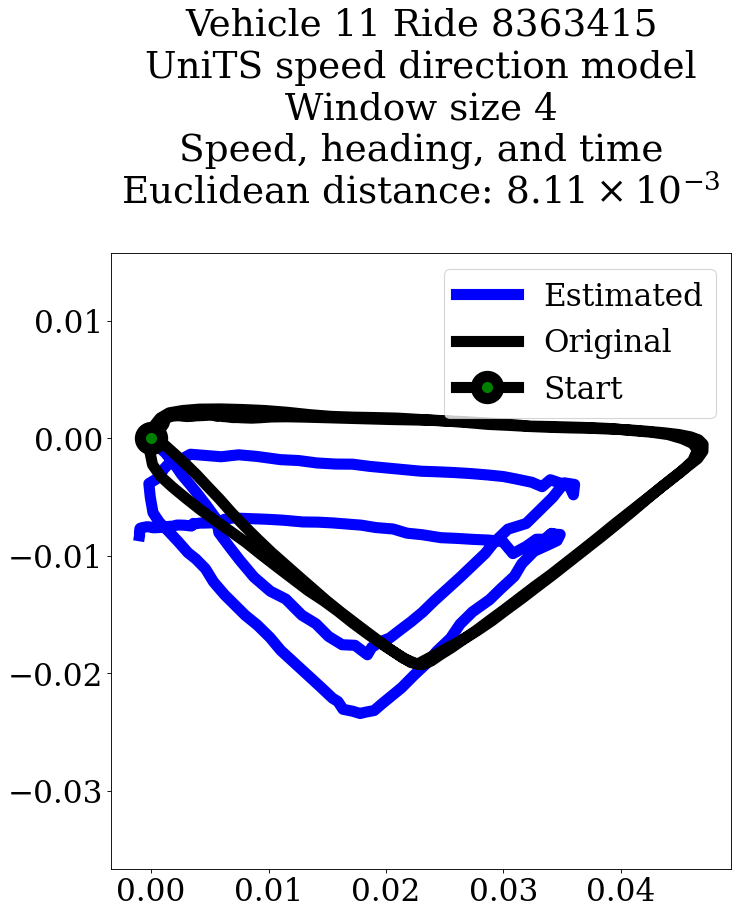 Vehicle 11 Ride 8363415
UniTS speed direction model
Window size 4
Speed, heading, and time
Euclidean distance: 8.11 × 10⁻³
Estimated
Original
Start
0.01
0.00
−0.01
−0.02
−0.03
0.00 0.01 0.02 0.03 0.04